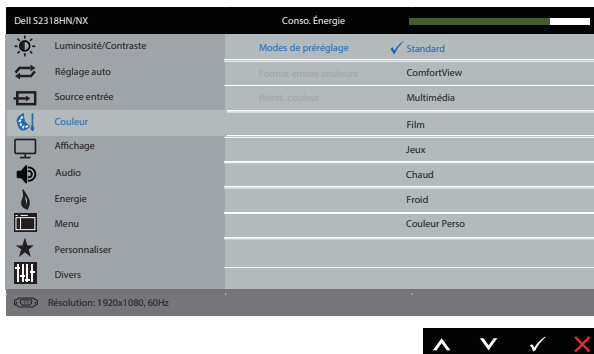 Dell S2318HN/NX Conso. Énergie
Luminosité/Contraste Modes de préréglage Standard
Réglage auto Format entrée couleurs ComfortView
Source entrée Réinit. couleur Multimédia
Couleur Film
Affichage Jeux
Audio Chaud
Energie Froid
Menu Couleur Perso
Personnaliser
Divers
Résolution: 1920x1080, 60Hz